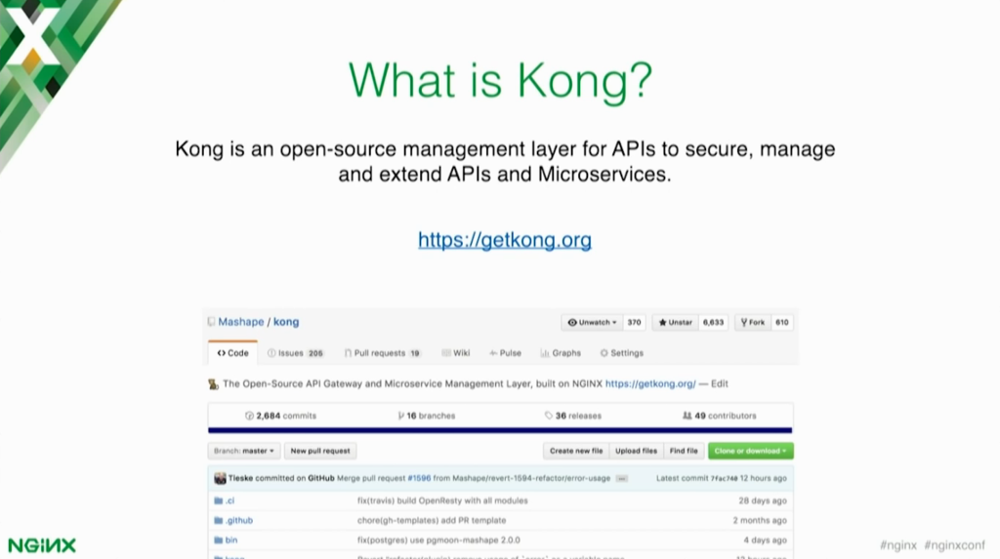 What is Kong?
Kong is an open-source management layer for APIs to secure, manage
and extend APIs and Microservices.
https://getkong.org
Mashape / kong
Unwatch 370 Unstar 6,633 Fork 610
Code Issues 206 Pull requests 19 Wiki Pulse Graphs Settings
The Open-Source API Gateway and Microservice Management Layer, built on NGINX https://getkong.org/ — Edit
2,684 commits 16 branches 36 releases 49 contributors
Branch: master New pull request Create new file Upload files Find file Clone or download
Tieske committed on GitHub Merge pull request #1596 from Mashape/revert-1594-refactor/error-usage Latest commit 7fac748 12 hours ago
.ci fix(travis) build OpenResty with all modules 28 days ago
.github chore(gh-templates) add PR template 2 months ago
bin fix(postgres) use pgmoon-mashape 2.0.0 4 days ago
NGINX
#nginx #nginxconf